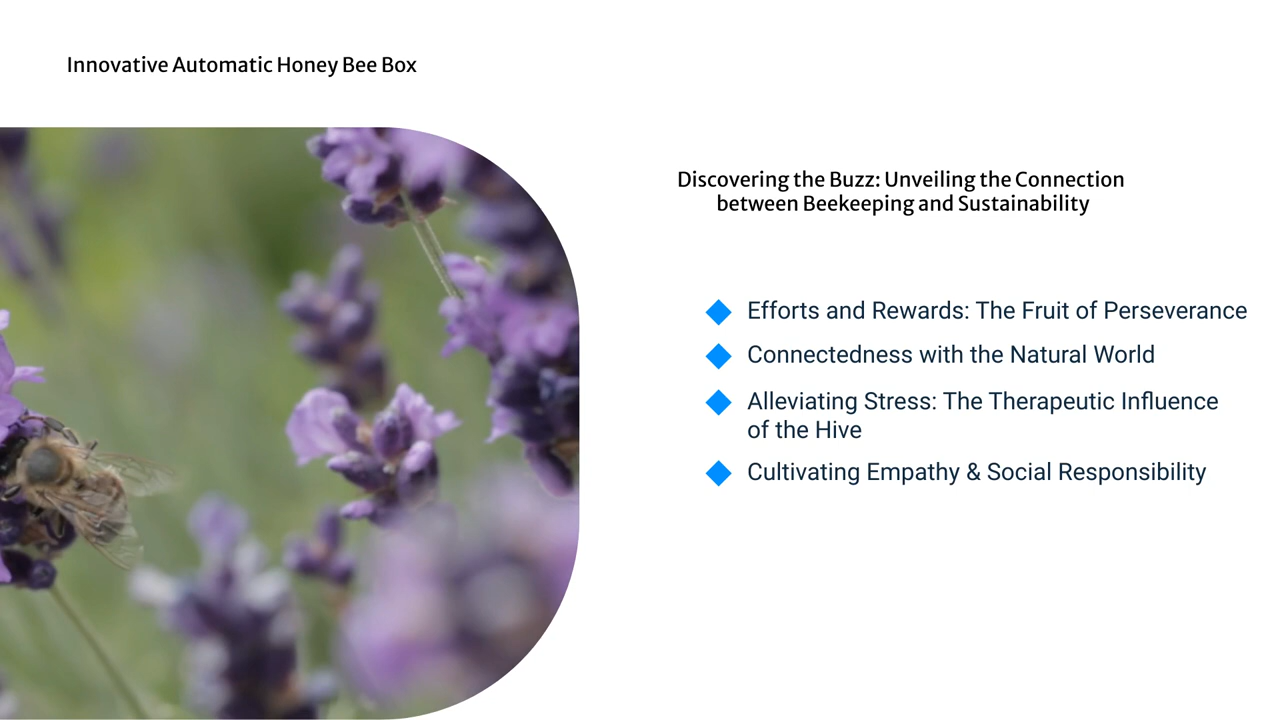 Innovative Automatic Honey Bee Box
Discovering the Buzz: Unveiling the Connection
between Beekeeping and Sustainability
Efforts and Rewards: The Fruit of Perseverance
Connectedness with the Natural World
Alleviating Stress: The Therapeutic Influence
of the Hive
Cultivating Empathy & Social Responsibility